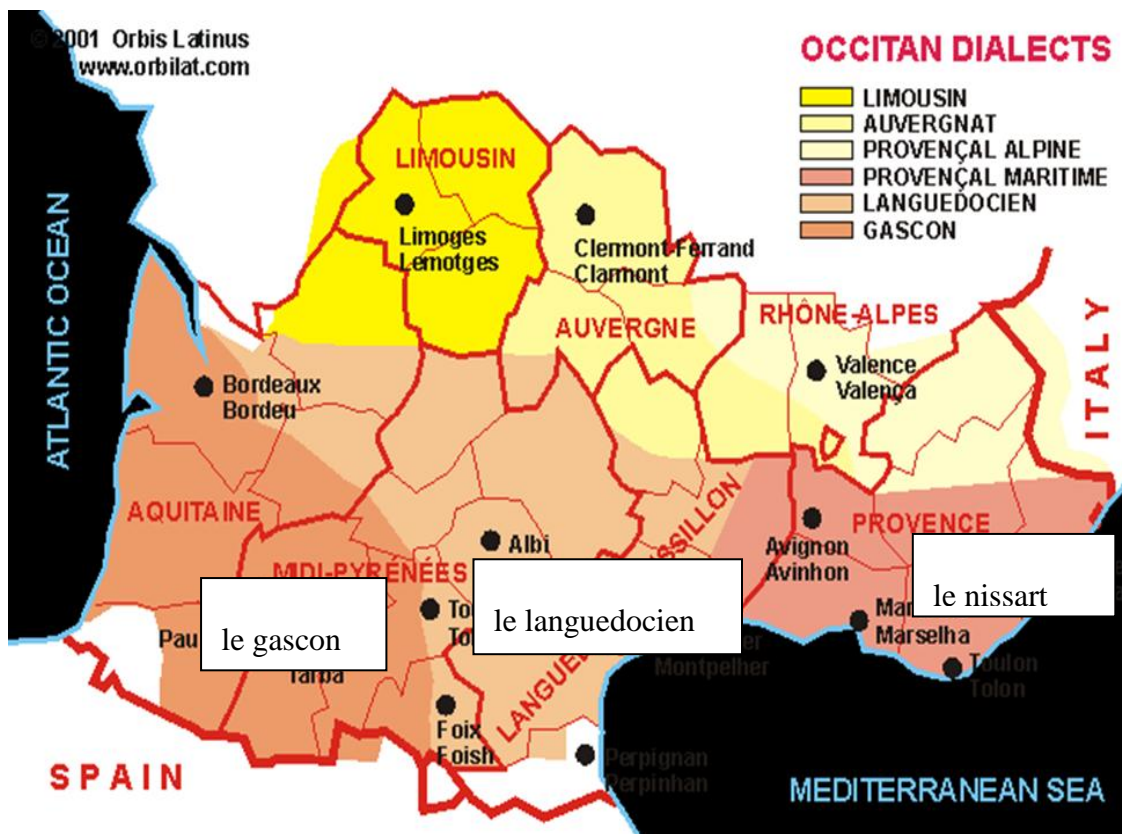 © 2001 Orbis Latinus
www.orbilat.com
OCCITAN DIALECTS
LIMOUSIN
AUVERGNAT
PROVENÇAL ALPINE
PROVENÇAL MARITIME
LANGUEDOCIEN
GASCON
ATLANTIC OCEAN
LIMOUSIN
Limoges
Lemotges
Clermont-Ferrand
Clarmont
AUVERGNE
RHÔNE-ALPES
Valence
Valença
ITALY
Bordeaux
Bordeu
AQUITAINE
MIDI-PYRÉNÉES
Albi
Avignon
Avinhon
PROVENCE
le nissart
le languedocien
le gascon
Pau
Tarba
Marselha
Montpelher
Toulon
Tolon
Foix
Foish
Perpignan
Perpinhan
SPAIN
MEDITERRANEAN SEA